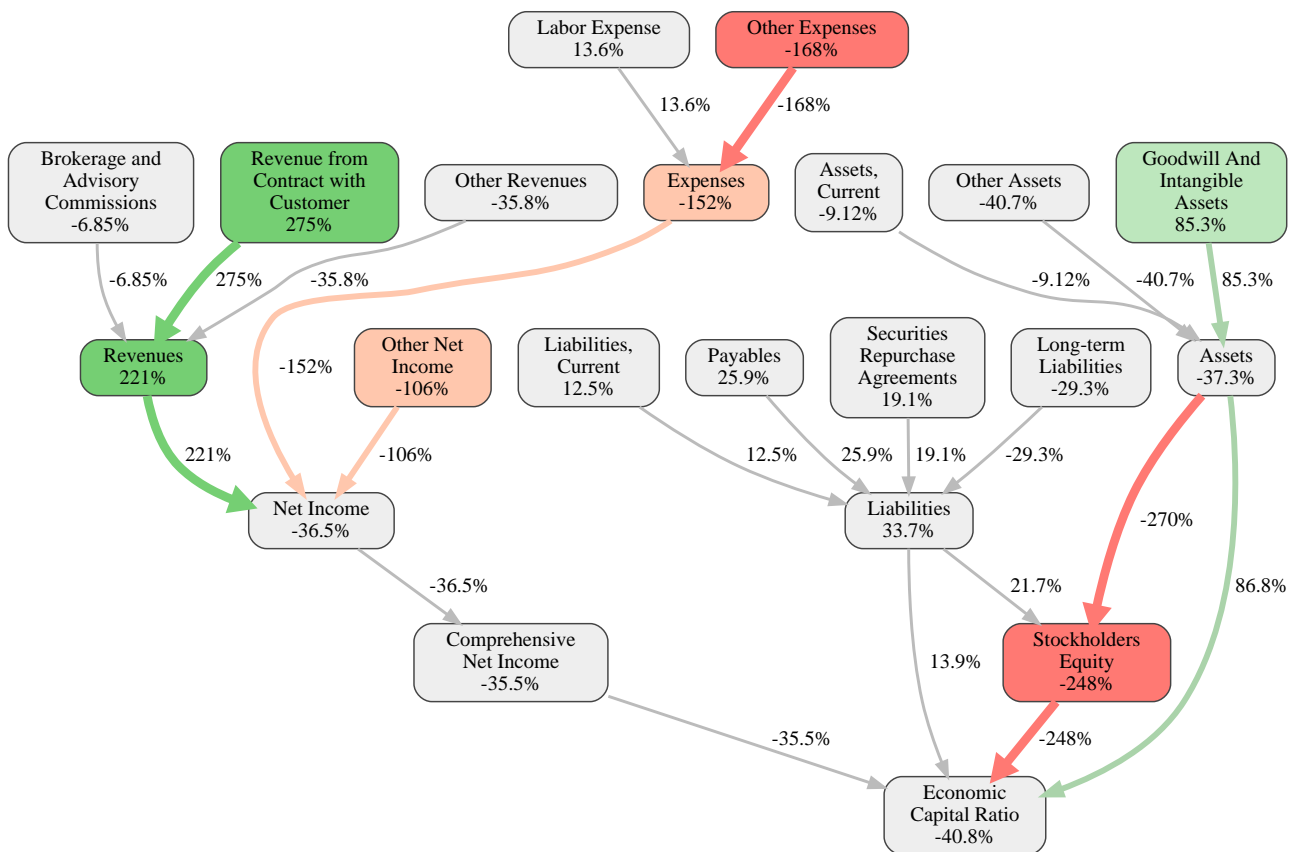 Labor Expense
13.6%
Other Expenses
-168%
13.6%
-168%
Brokerage and
Advisory
Commissions
-6.85%
Revenue from
Contract with
Customer
275%
Other Revenues
-35.8%
Expenses
-152%
Assets,
Current
-9.12%
Other Assets
-40.7%
Goodwill And
Intangible
Assets
85.3%
-6.85%
275%
-35.8%
-9.12%
-40.7%
85.3%
Revenues
221%
-152%
Other Net
Income
-106%
Liabilities,
Current
12.5%
Payables
25.9%
Securities
Repurchase
Agreements
19.1%
Long-term
Liabilities
-29.3%
Assets
-37.3%
221%
-106%
12.5%
25.9%
19.1%
-29.3%
Net Income
-36.5%
Liabilities
33.7%
-270%
-36.5%
21.7%
86.8%
Comprehensive
Net Income
-35.5%
13.9%
Stockholders
Equity
-248%
-35.5%
-248%
Economic
Capital Ratio
-40.8%